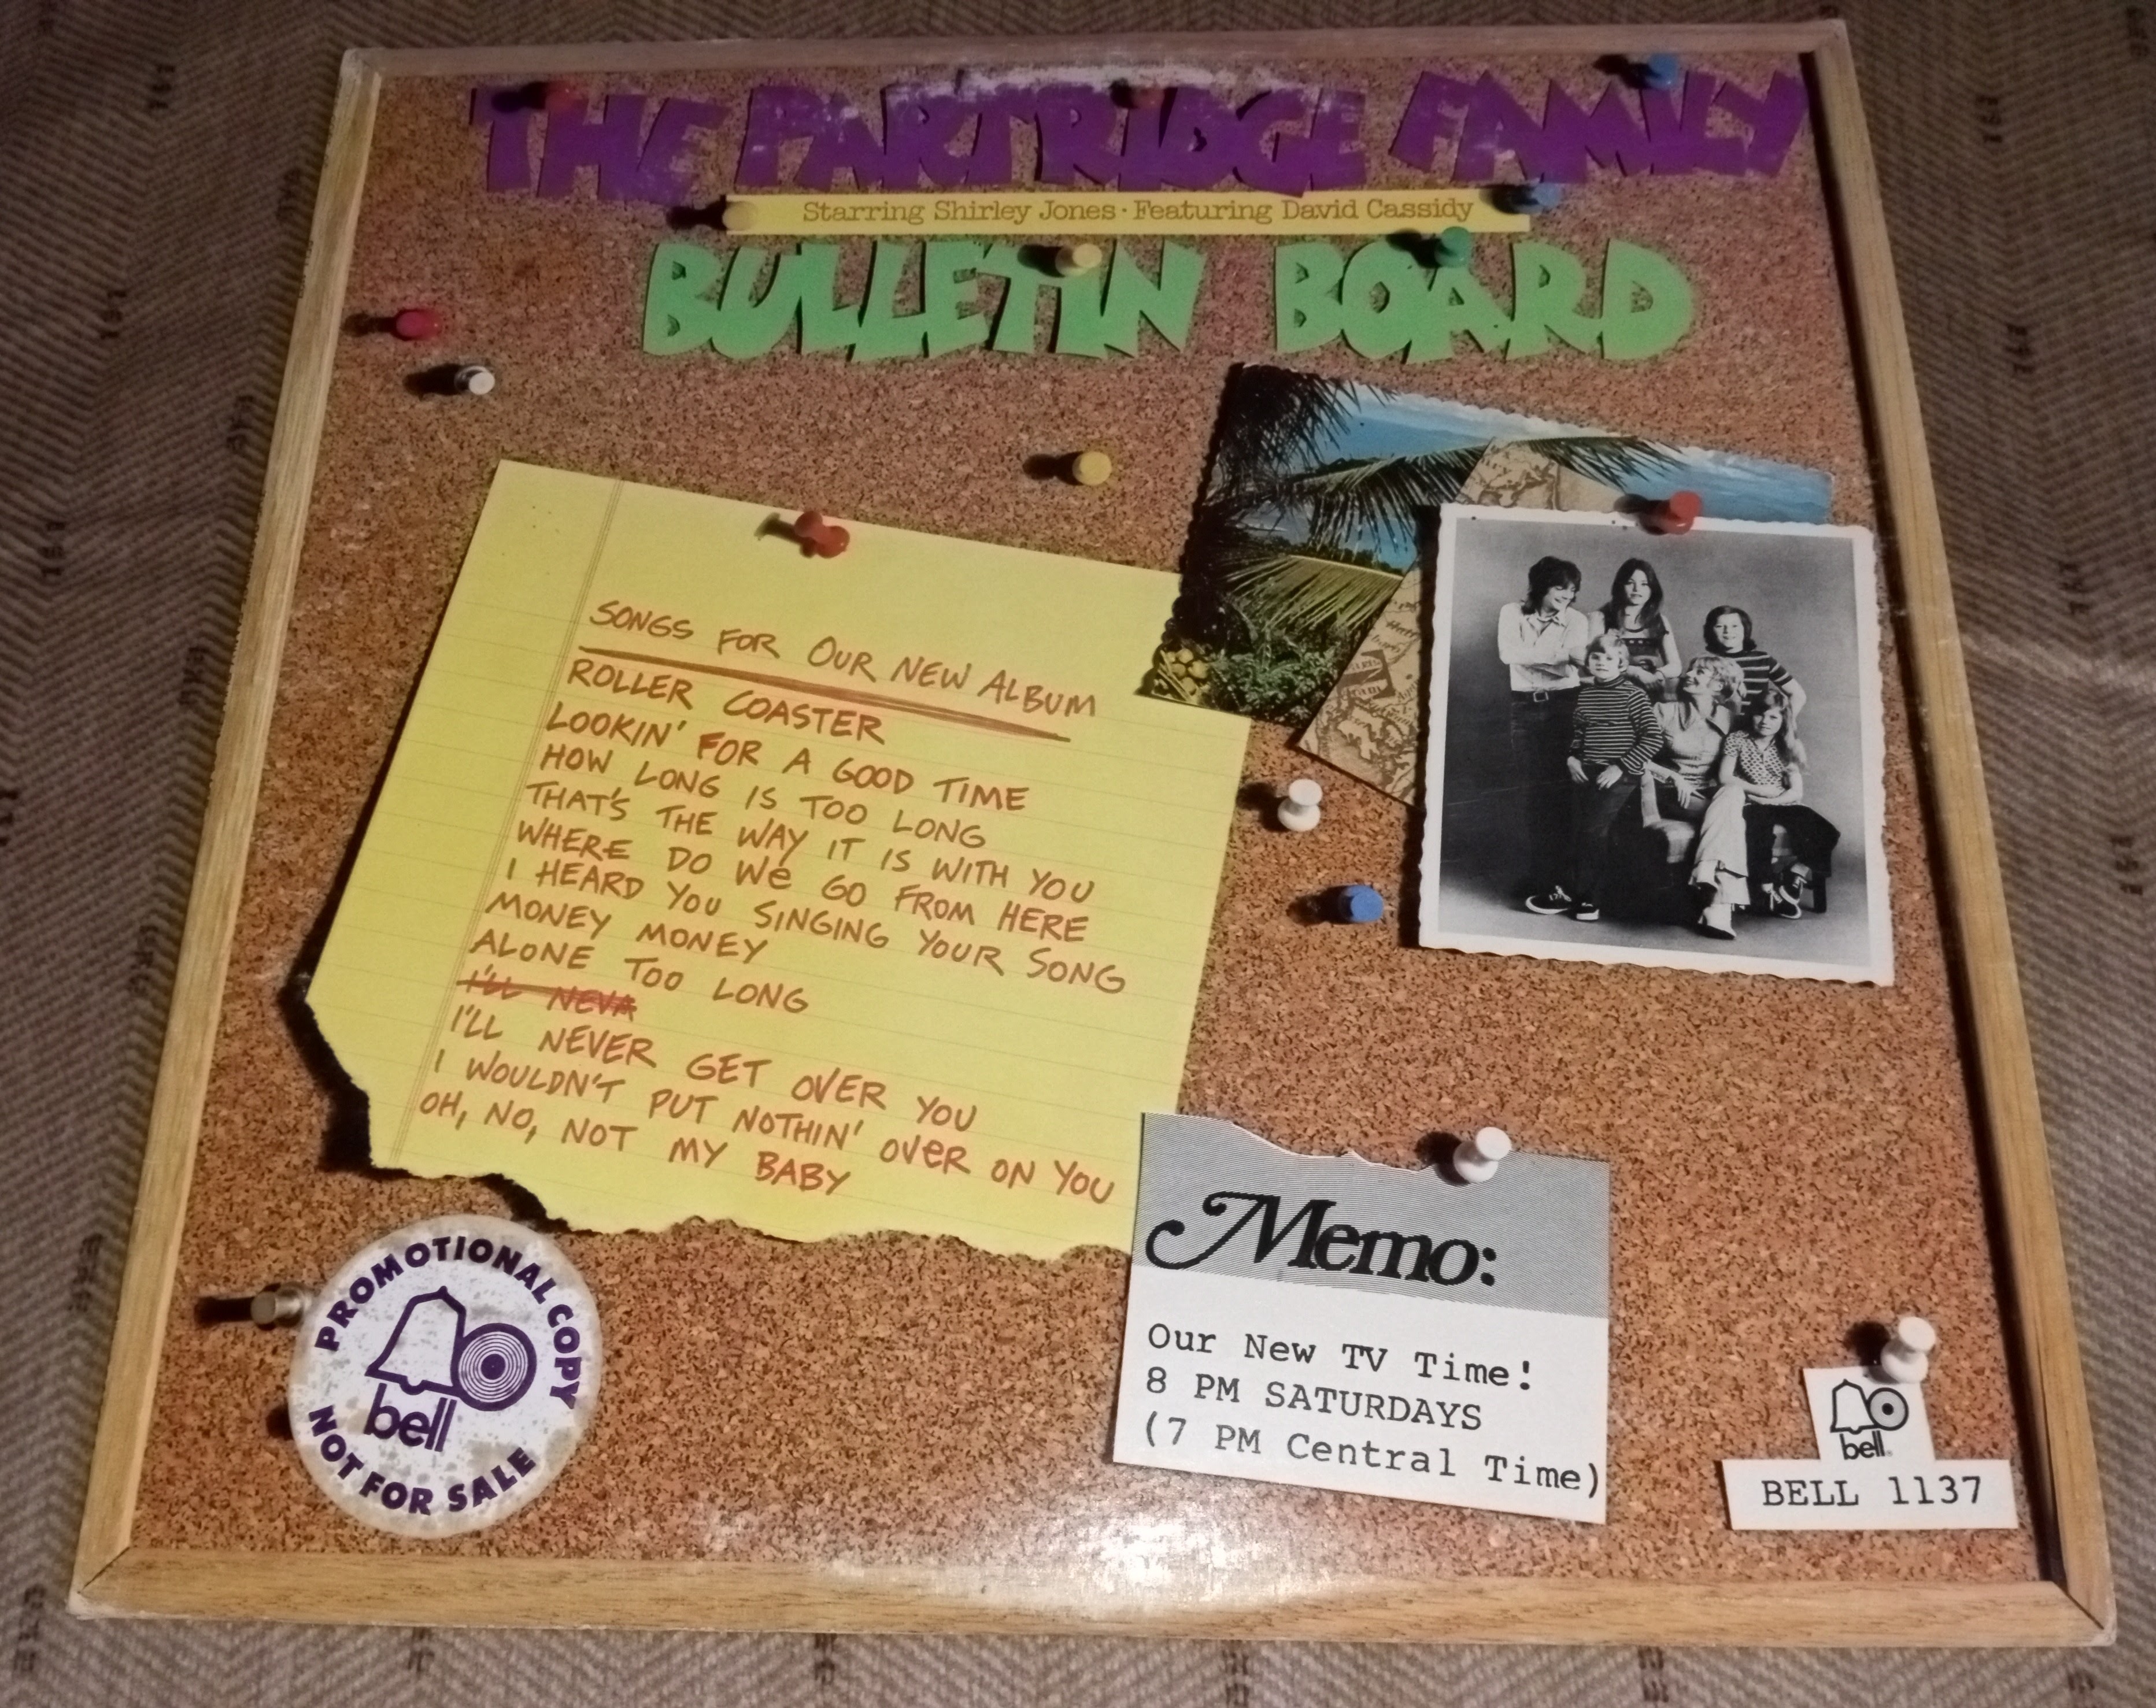 THE PARTRIDGE FAMILY
Starring Shirley Jones · Featuring David Cassidy
BULLETIN BOARD
SONGS FOR OUR NEW ALBUM
ROLLER COASTER
LOOKIN' FOR A GOOD TIME
HOW LONG IS TOO LONG
THAT'S THE WAY IT IS WITH YOU
WHERE DO We GO FROM HERE
I HEARD YOU SINGING YOUR SONG
MONEY MONEY
ALONE TOO LONG
I'LL NEVA
I'LL NEVER GET OVER YOU
I WOULDN'T PUT NOTHIN' OVeR ON YOU
OH, NO, NOT MY BABY
PROMOTIONAL COPY
bell
NOT FOR SALE
Memo:
Our New TV Time!
8 PM SATURDAYS
(7 PM Central Time)
bell
BELL 1137